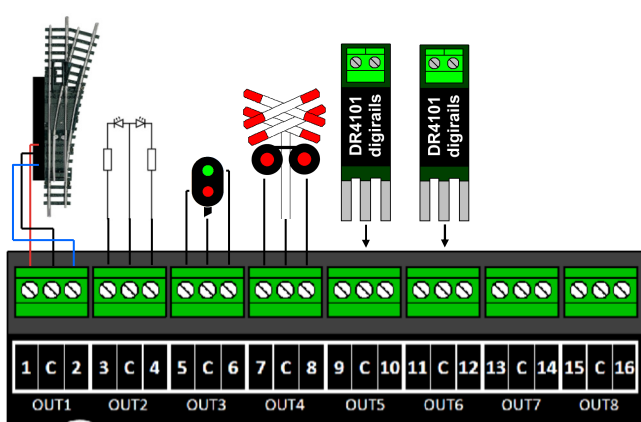 DR4101
digirails
DR4101
digirails
1 C 2 3 C 4 5 C 6 7 C 8 9 C 10 11 C 12 13 C 14 15 C 16
OUT1 OUT2 OUT3 OUT4 OUT5 OUT6 OUT7 OUT8